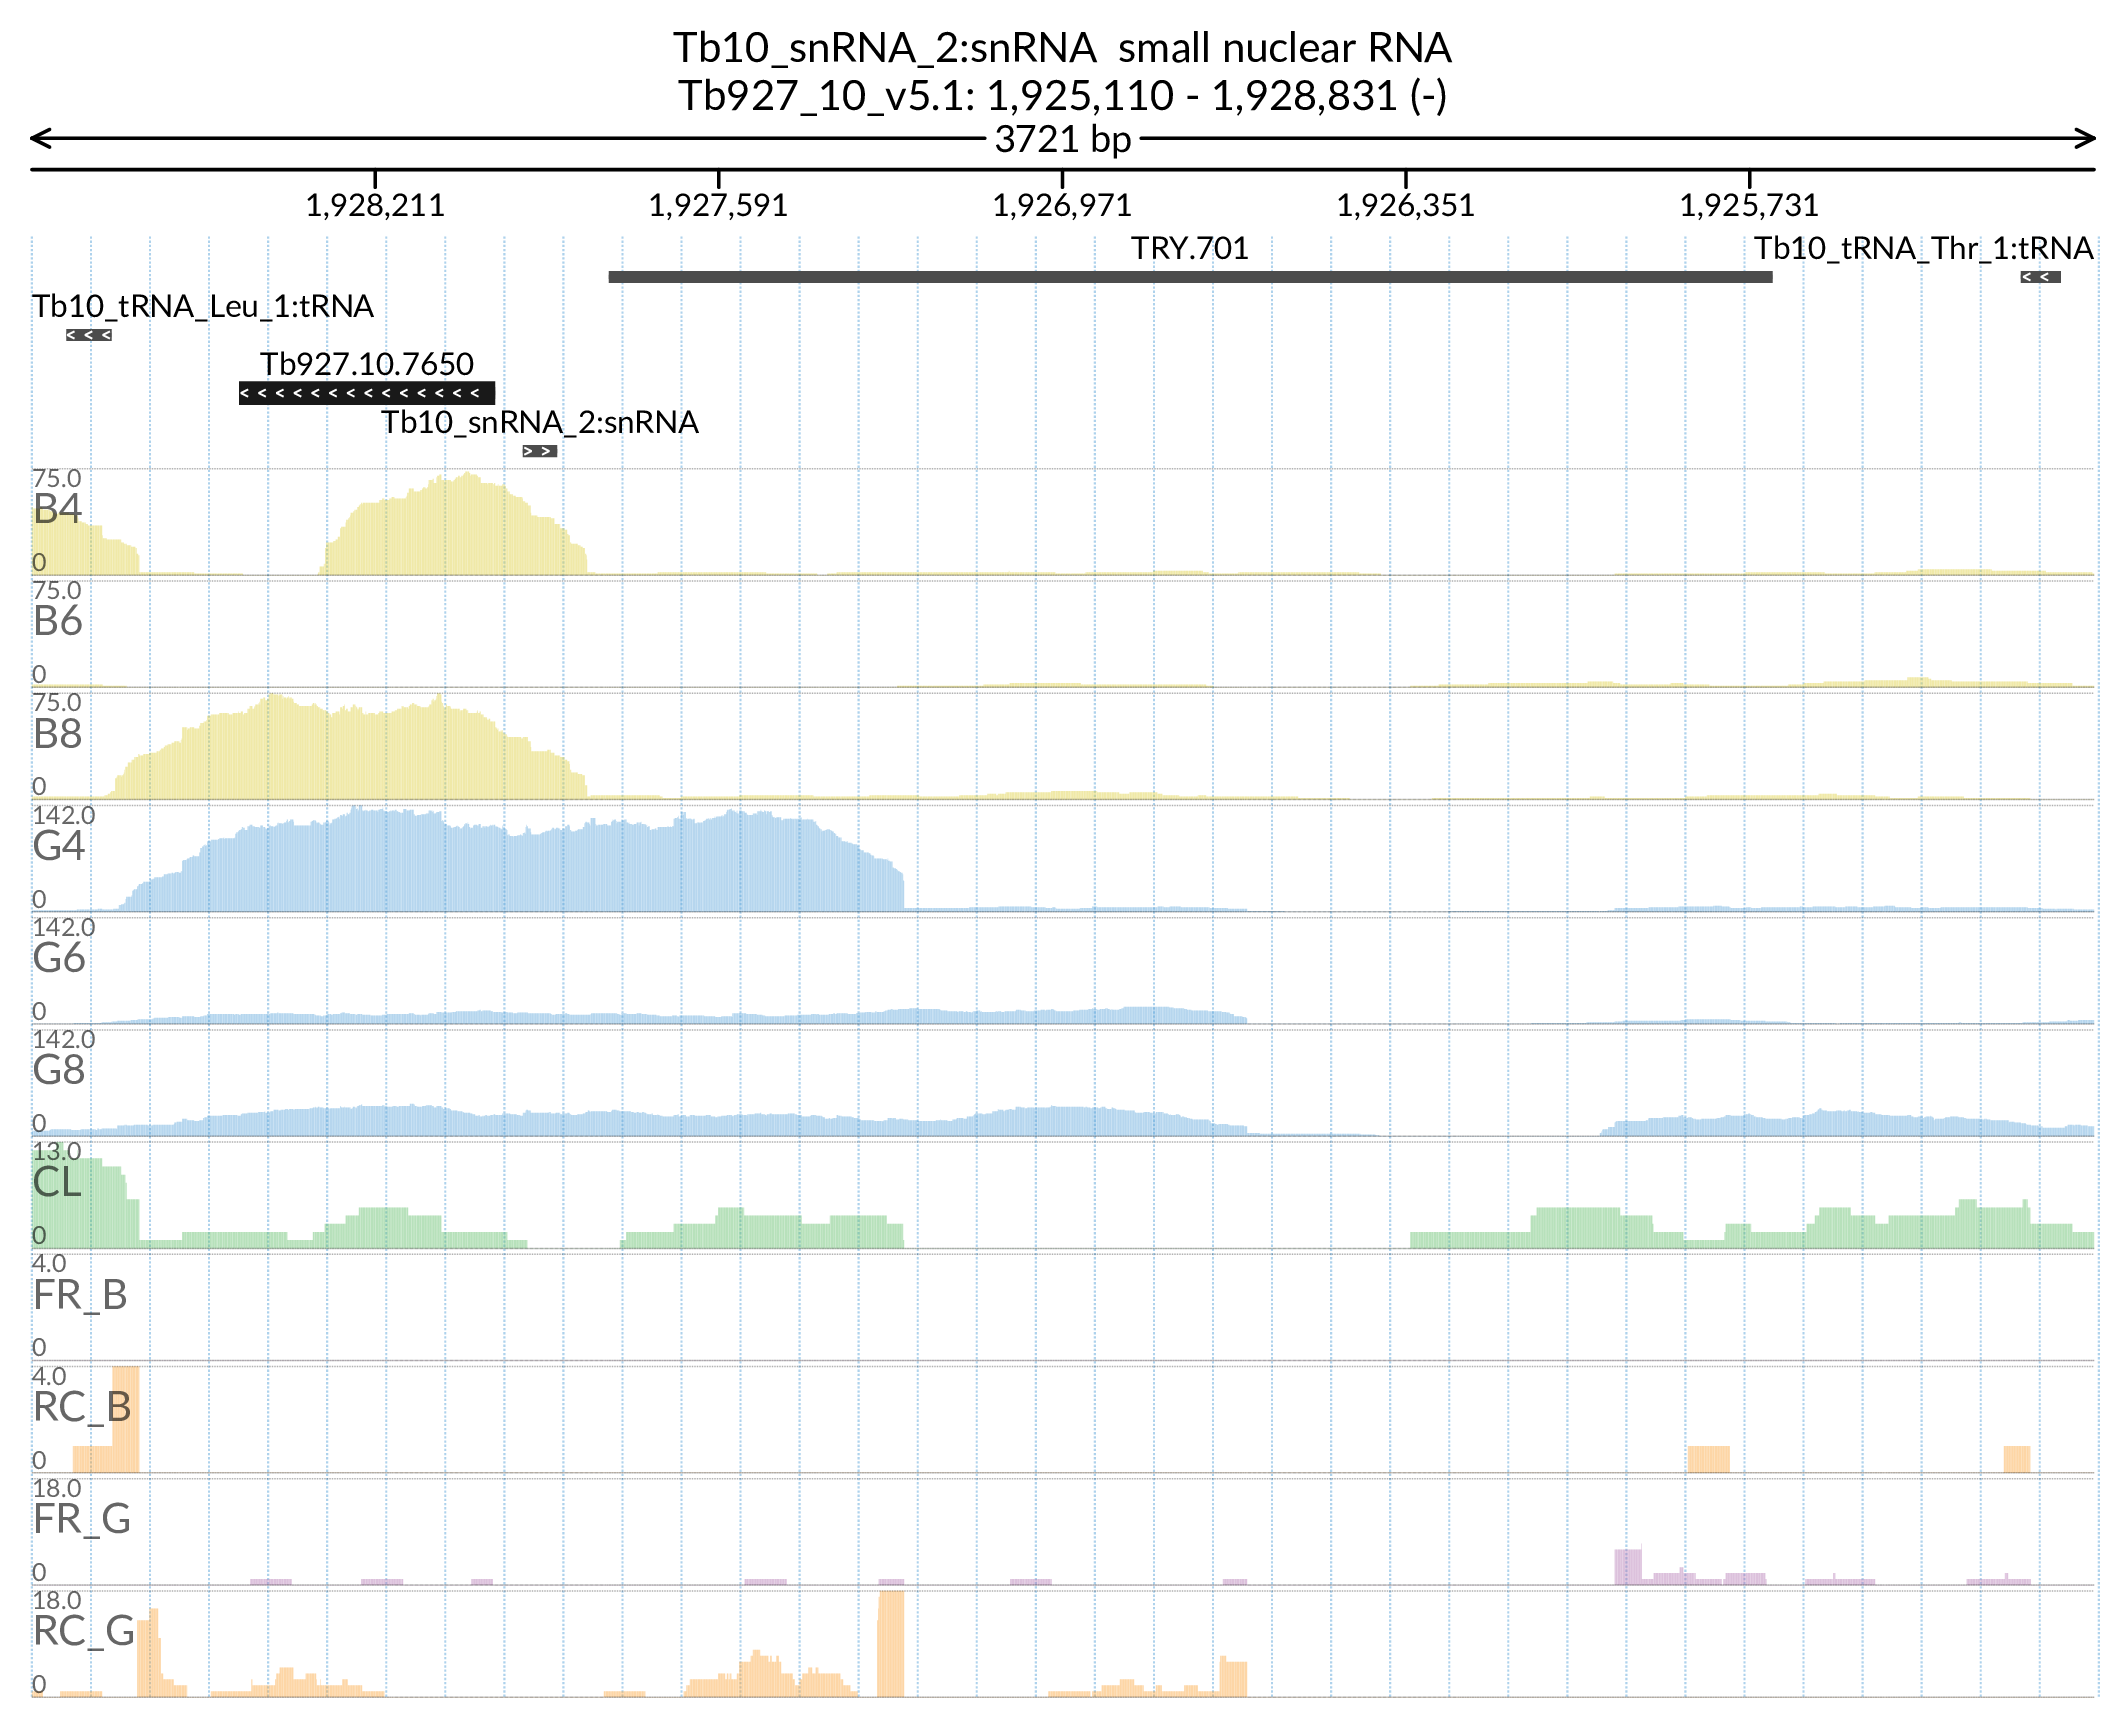 Tb10_snRNA_2:snRNA  small nuclear RNA
Tb927_10_v5.1: 1,925,110 - 1,928,831 (-)
3721 bp
1,928,211 1,927,591 1,926,971 1,926,351 1,925,731
TRY.701 Tb10_tRNA_Thr_1:tRNA
< <
Tb10_tRNA_Leu_1:tRNA
< < <
Tb927.10.7650
< < < < < < < < < < < < < <
Tb10_snRNA_2:snRNA
> >
75.0
B4
0
75.0
B6
0
75.0
B8
0
142.0
G4
0
142.0
G6
0
142.0
G8
0
13.0
CL
0
4.0
FR_B
0
4.0
RC_B
0
18.0
FR_G
0
18.0
RC_G
0